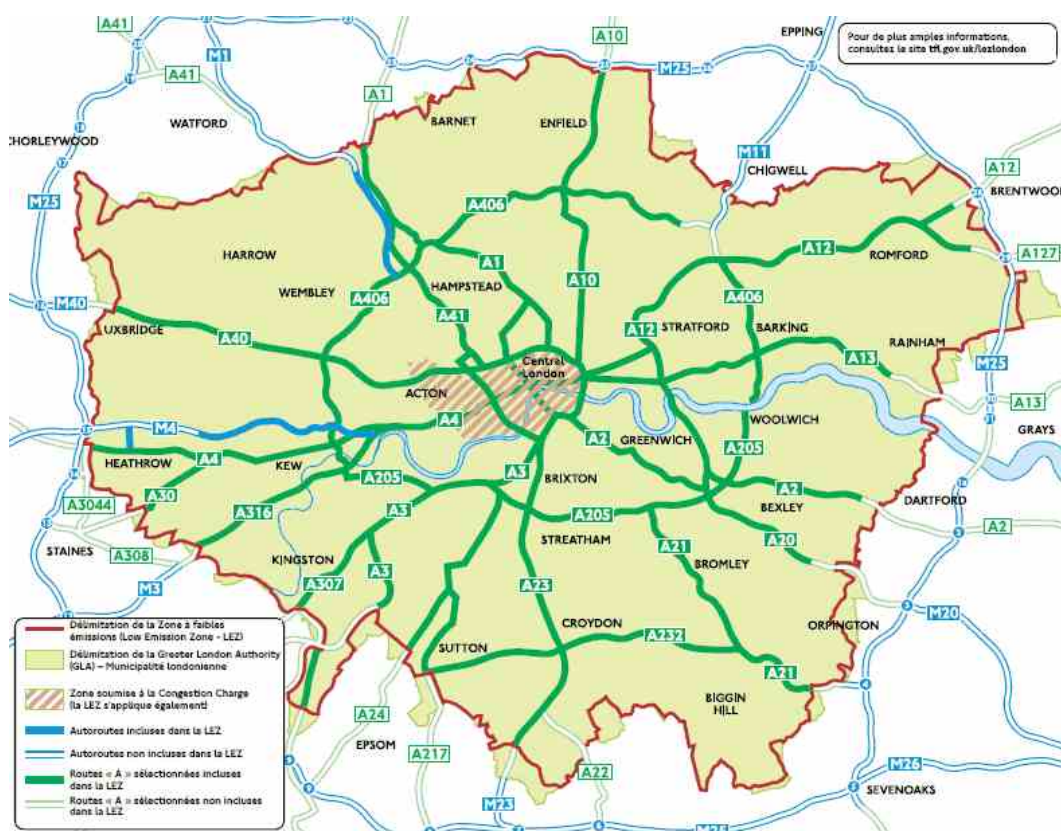 A41
M1
A10
EPPING
Pour de plus amples informations,
consultez le site tfl.gov.uk/lezlondon
M25
A41
A1
WATFORD
BARNET
ENFIELD
CHORLEYWOOD
M11
CHIGWELL
A12
BRENTWOOD
M25
A406
HARROW
A1
A12
ROMFORD
A127
WEMBLEY
HAMPSTEAD
A10
A406
A406
M40
UXBRIDGE
A41
A12
STRATFORD
BARKING
A40
RAINHAM
Central
London
A13
M25
ACTON
A13
A4
WOOLWICH
M4
A2
GREENWICH
GRAYS
HEATHROW
A4
KEW
A205
A3
BRIXTON
A205
A30
A3044
A2
DARTFORD
A316
A3
A205
BEXLEY
A2
STAINES
A308
STREATHAM
A21
A20
KINGSTON
BROMLEY
M3
A307
A3
A23
M20
CROYDON
ORPINGTON
Délimitation de la Zone à faibles
émissions (Low Emission Zone - LEZ)
Délimitation de la Greater London Authority
(GLA) – Municipalité londonienne
Zone soumise à la Congestion Charge
(la LEZ s'applique également)
Autoroutes incluses dans la LEZ
Autoroutes non incluses dans la LEZ
Routes « A » sélectionnées incluses
dans la LEZ
Routes « A » sélectionnées non incluses
dans la LEZ
SUTTON
A232
A21
BIGGIN
HILL
A24
EPSOM
A217
A22
M26
SEVENOAKS
M23
M25